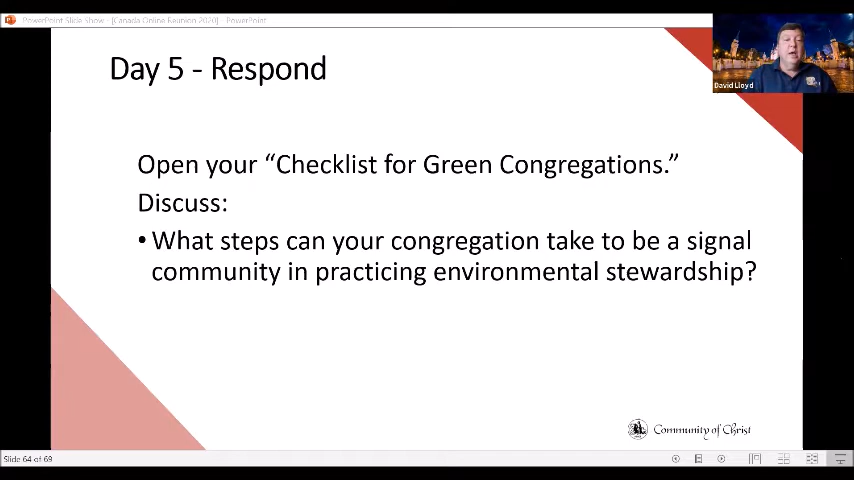 PowerPoint Slide Show - [Canada Online Reunion 2020] - PowerPoint
David Lloyd
Day 5 - Respond
Open your “Checklist for Green Congregations.”
Discuss:
• What steps can your congregation take to be a signal
community in practicing environmental stewardship?
Community of Christ
Slide 64 of 69